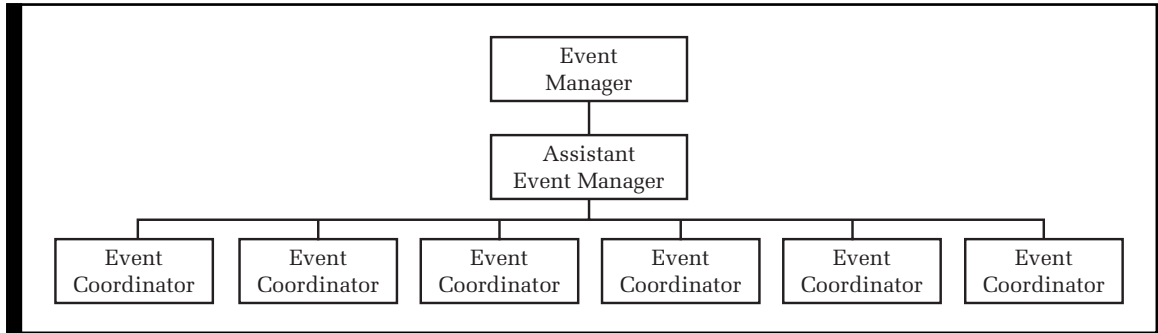 Event
Manager
Assistant
Event Manager
Event
Coordinator
Event
Coordinator
Event
Coordinator
Event
Coordinator
Event
Coordinator
Event
Coordinator